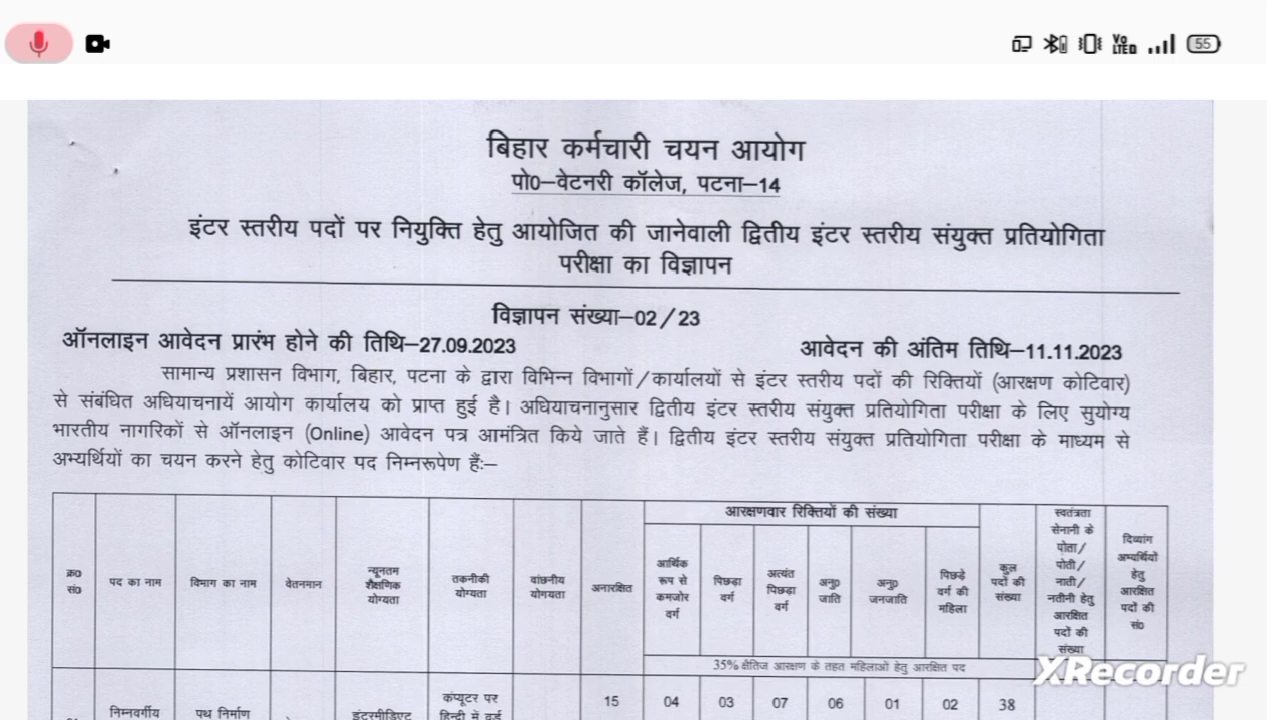 55
बिहार कर्मचारी चयन आयोग
पो0–वेटनरी कॉलेज, पटना–14
इंटर स्तरीय पदों पर नियुक्ति हेतु आयोजित की जानेवाली द्वितीय इंटर स्तरीय संयुक्त प्रतियोगिता
परीक्षा का विज्ञापन
विज्ञापन संख्या–02/23
ऑनलाइन आवेदन प्रारंभ होने की तिथि–27.09.2023 आवेदन की अंतिम तिथि–11.11.2023
सामान्य प्रशासन विभाग, बिहार, पटना के द्वारा विभिन्न विभागों/कार्यालयों से इंटर स्तरीय पदों की रिक्तियों (आरक्षण कोटिवार)
से संबंधित अधियाचनायें आयोग कार्यालय को प्राप्त हुई है। अधियाचनानुसार द्वितीय इंटर स्तरीय संयुक्त प्रतियोगिता परीक्षा के लिए सुयोग्य
भारतीय नागरिकों से ऑनलाइन (Online) आवेदन पत्र आमंत्रित किये जाते हैं। द्वितीय इंटर स्तरीय संयुक्त प्रतियोगिता परीक्षा के माध्यम से
अभ्यर्थियों का चयन करने हेतु कोटिवार पद निम्नरूपेण हैं:–
क्र0
सं0
पद का नाम
विभाग का नाम
वेतनमान
न्यूनतम
शैक्षणिक
योग्यता
तकनीकी
योग्यता
वांछनीय
योगयता
अनारक्षित
आरक्षणवार रिक्तियों की संख्या
आर्थिक
रूप से
कमजोर
वर्ग
पिछड़ा
वर्ग
अत्यंत
पिछड़ा
वर्ग
अनु0
जाति
अनु0
जनजाति
पिछड़े
वर्ग की
महिला
कुल
पदों की
संख्या
स्वतंत्रता
सेनानी के
पोता/
पोती/
नाती/
नतीनी हेतु
आरक्षित
पदों की
संख्या
दिव्यांग
अभ्यर्थियो
हेतु
आरक्षित
पदों की
सं0
35% क्षैतिज आरक्षण के तहत महिलाओं हेतु आरक्षित पद
निम्नवर्गीय
पथ निर्माण
इंटरमीडिएट
कंप्यूटर पर
हिन्दी में वर्ड
15 04 03 07 06 01 02 38
XRecorder